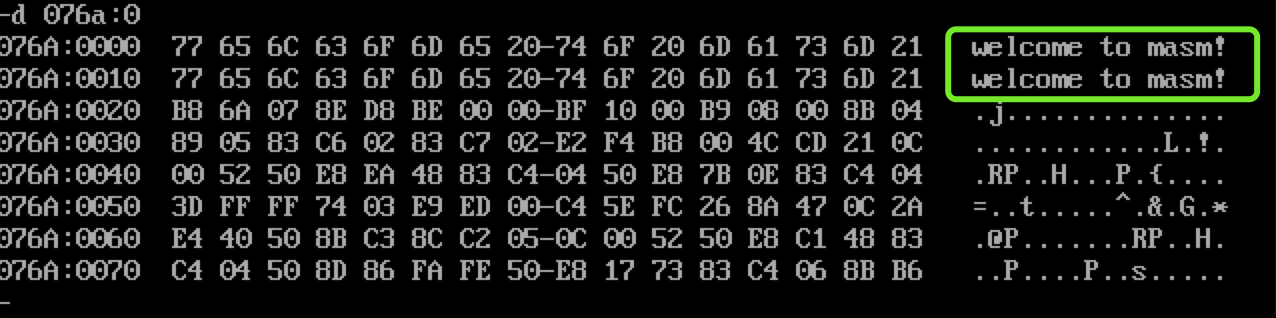 -d 076a:0
076A:0000 77 65 6C 63 6F 6D 65 20-74 6F 20 6D 61 73 6D 21 welcome to masm!
076A:0010 77 65 6C 63 6F 6D 65 20-74 6F 20 6D 61 73 6D 21 welcome to masm!
076A:0020 B8 6A 07 8E D8 BE 00 00-BF 10 00 B9 08 00 8B 04 .j..............
076A:0030 89 05 83 C6 02 83 C7 02-E2 F4 B8 00 4C CD 21 0C ............L.!.
076A:0040 00 52 50 E8 EA 48 83 C4-04 50 E8 7B 0E 83 C4 04 .RP..H...P.{....
076A:0050 3D FF FF 74 03 E9 ED 00-C4 5E FC 26 8A 47 0C 2A =..t.....^.&.G.*
076A:0060 E4 40 50 8B C3 8C C2 05-0C 00 52 50 E8 C1 48 83 .@P.......RP..H.
076A:0070 C4 04 50 8D 86 FA FE 50-E8 17 73 83 C4 06 8B B6 ..P....P..s.....
-